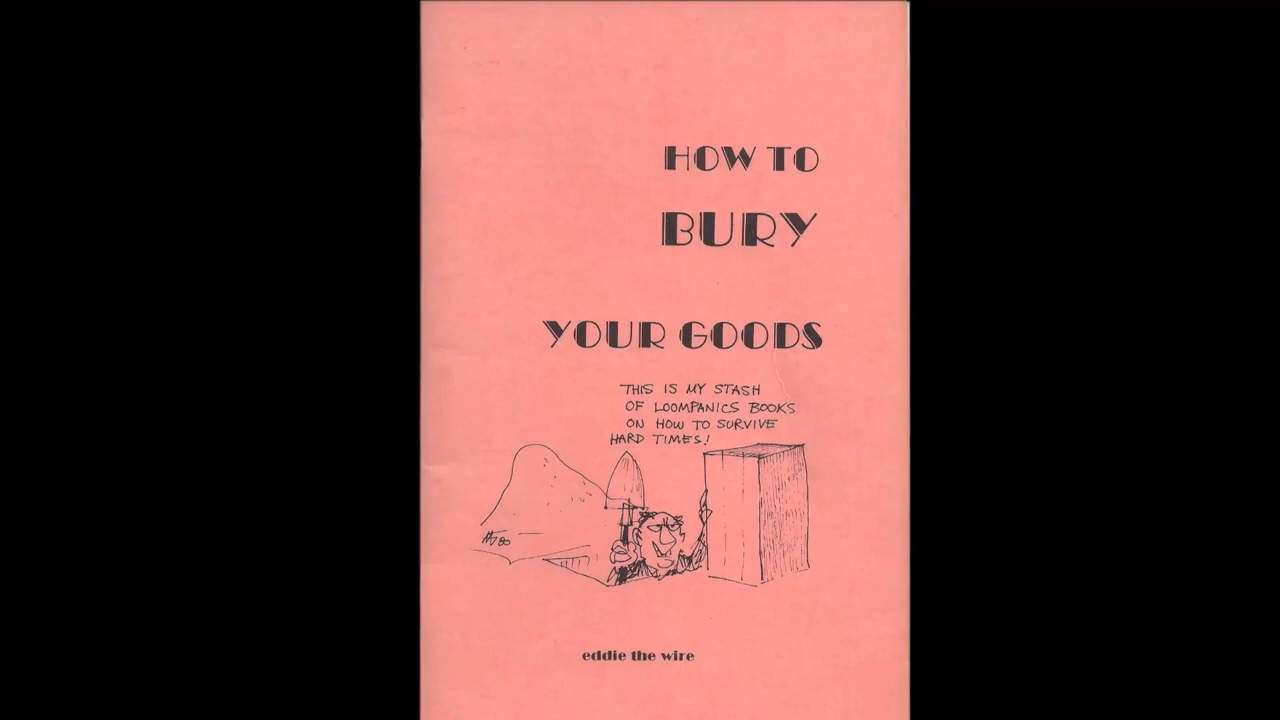 HOW TO
BURY
YOUR GOODS
THIS IS MY STASH
OF LOOMPANICS BOOKS
ON HOW TO SURVIVE
HARD TIMES!
eddie the wire